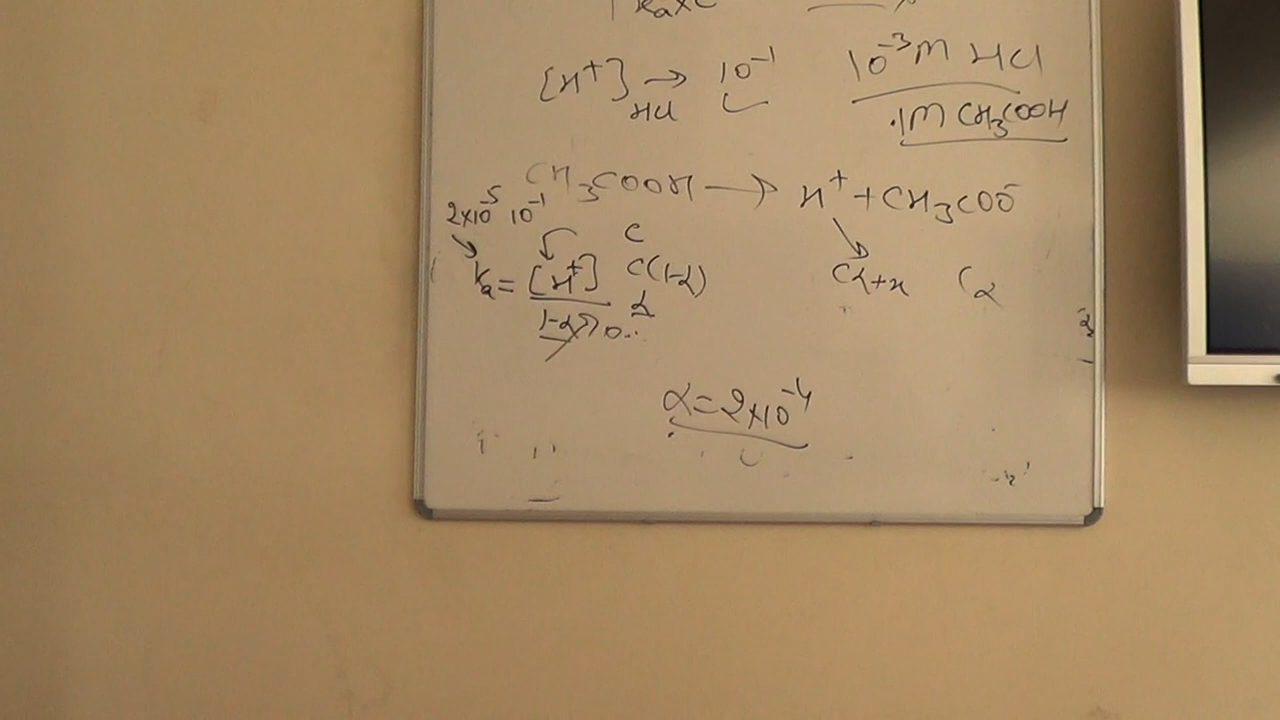 Kaxc
[H+] HCl → 10⁻¹
10⁻³M HCl
.1M CH₃COOH
CH₃COOH → H⁺ + CH₃COO⁻
2×10⁻⁵ 10⁻¹
C
Ka = [H+] C(1-α) Cα+x Cα
1-α
α = 2×10⁻⁴